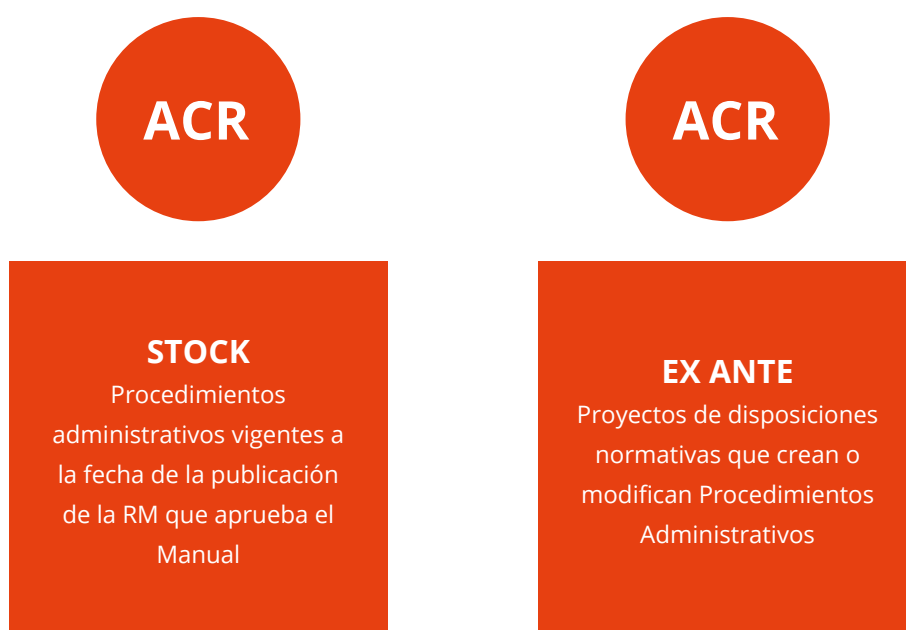 ACR
STOCK
Procedimientos
administrativos vigentes a
la fecha de la publicación
de la RM que aprueba el
Manual
ACR
EX ANTE
Proyectos de disposiciones
normativas que crean o
modifican Procedimientos
Administrativos